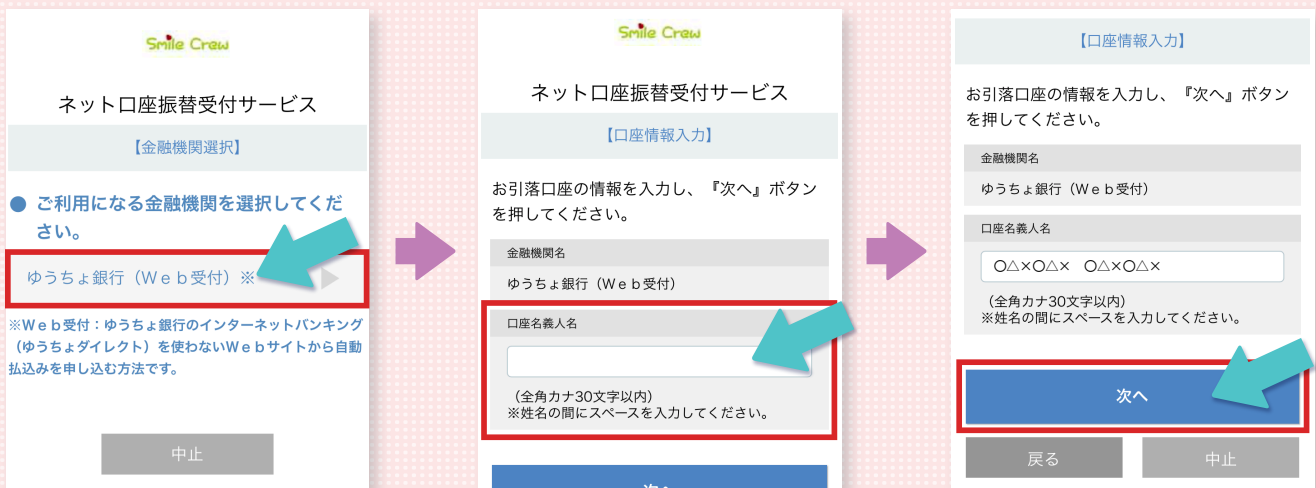 Smile Crew
ネット口座振替受付サービス
【金融機関選択】
● ご利用になる金融機関を選択してくだ
さい。
ゆうちょ銀行（Ｗｅｂ受付）※
※Ｗｅｂ受付：ゆうちょ銀行のインターネットバンキング
（ゆうちょダイレクト）を使わないＷｅｂサイトから自動
払込みを申し込む方法です。
中止
Smile Crew
ネット口座振替受付サービス
【口座情報入力】
お引落口座の情報を入力し、『次へ』ボタン
を押してください。
金融機関名
ゆうちょ銀行（Ｗｅｂ受付）
口座名義人名
（全角カナ30文字以内）
※姓名の間にスペースを入力してください。
次へ
【口座情報入力】
お引落口座の情報を入力し、『次へ』ボタン
を押してください。
金融機関名
ゆうちょ銀行（Ｗｅｂ受付）
口座名義人名
○△×○△×　○△×○△×
（全角カナ30文字以内）
※姓名の間にスペースを入力してください。
次へ
戻る
中止